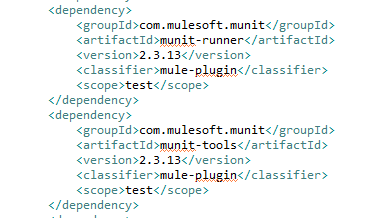 <dependency>
<groupId>com.mulesoft.munit</groupId>
<artifactId>munit-runner</artifactId>
<version>2.3.13</version>
<classifier>mule-plugin</classifier>
<scope>test</scope>
</dependency>
<dependency>
<groupId>com.mulesoft.munit</groupId>
<artifactId>munit-tools</artifactId>
<version>2.3.13</version>
<classifier>mule-plugin</classifier>
<scope>test</scope>
</dependency>